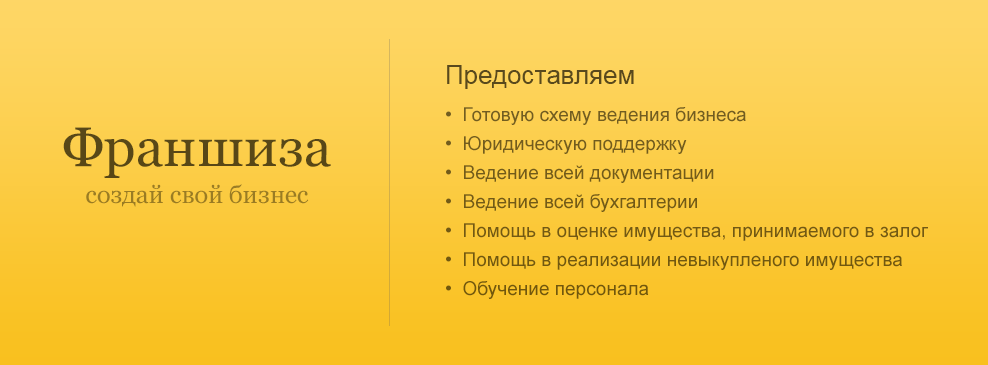 Франшиза
создай свой бизнес
Предоставляем
• Готовую схему ведения бизнеса
• Юридическую поддержку
• Ведение всей документации
• Ведение всей бухгалтерии
• Помощь в оценке имущества, принимаемого в залог
• Помощь в реализации невыкупленого имущества
• Обучение персонала